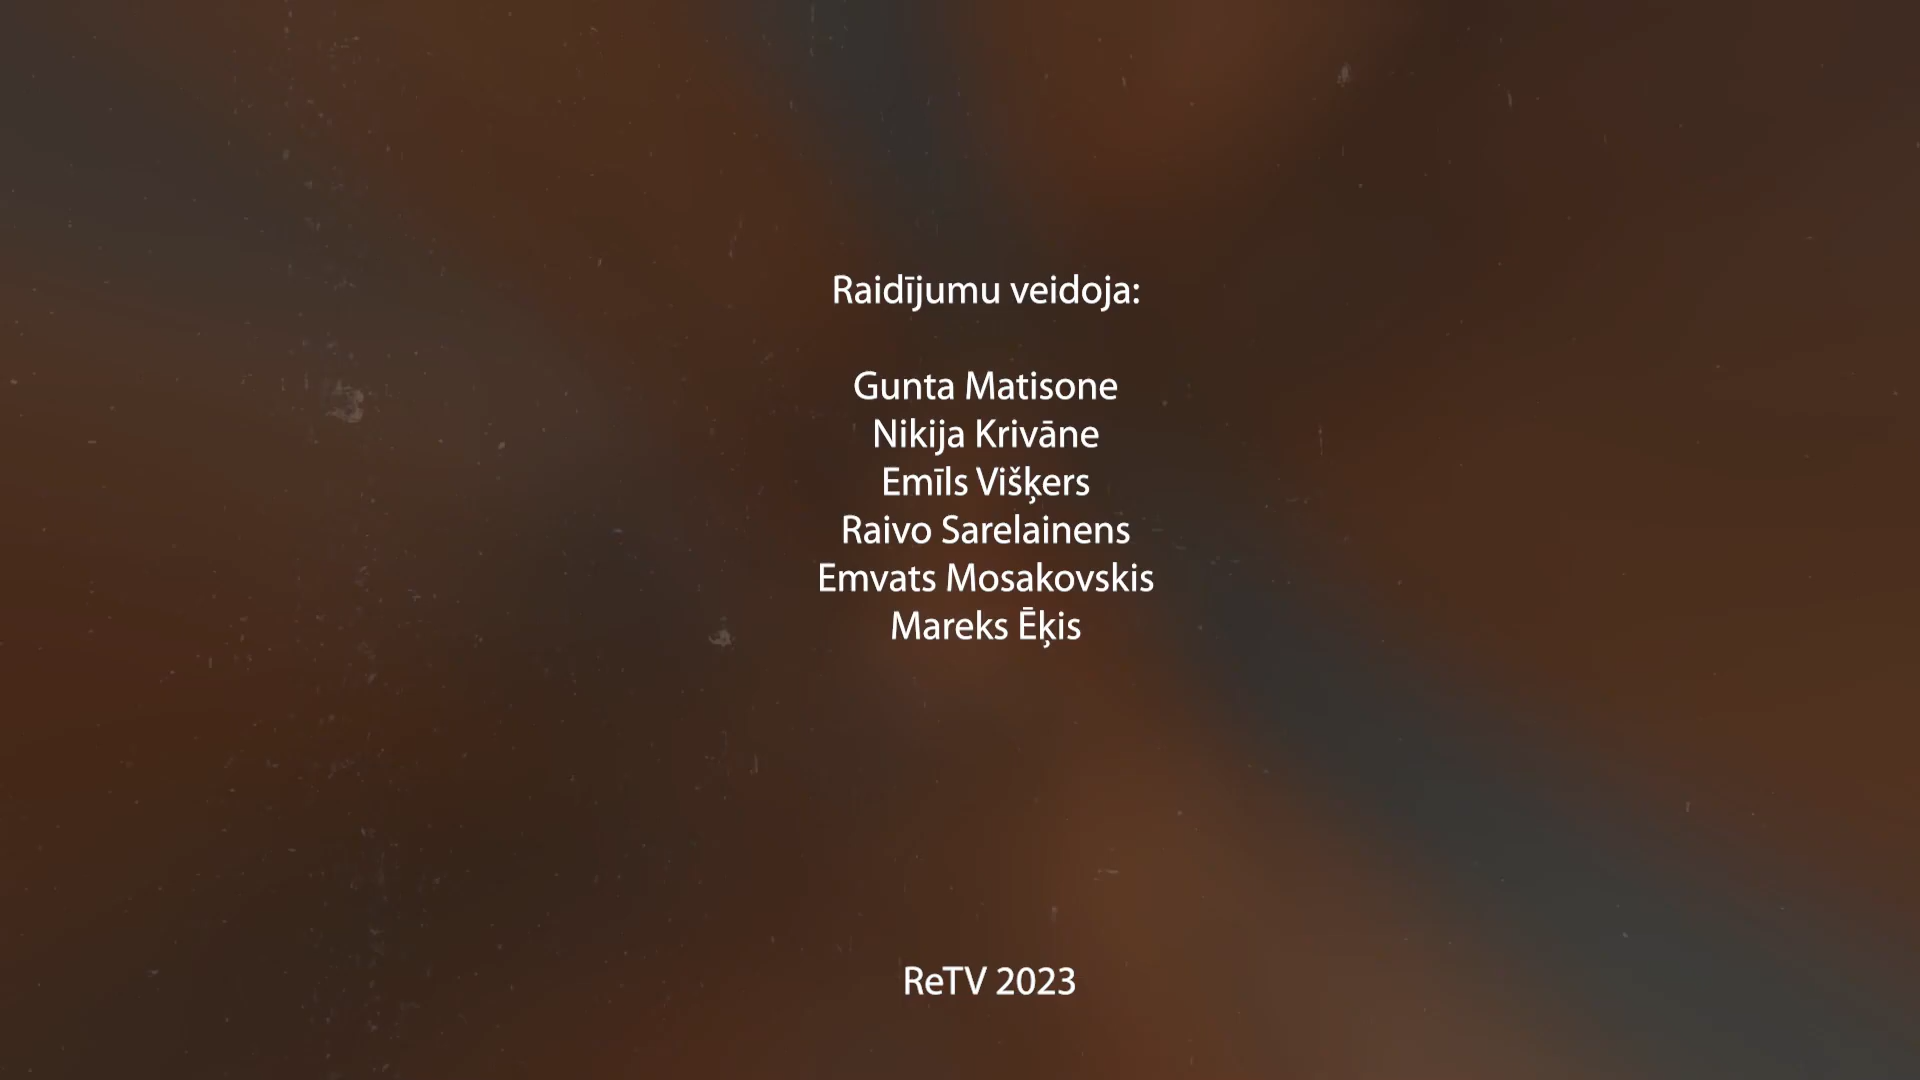 Raidījumu veidoja:
Gunta Matisone
Nikija Krivāne
Emīls Višķers
Raivo Sarelainens
Emvats Mosakovskis
Mareks Ēķis
ReTV 2023